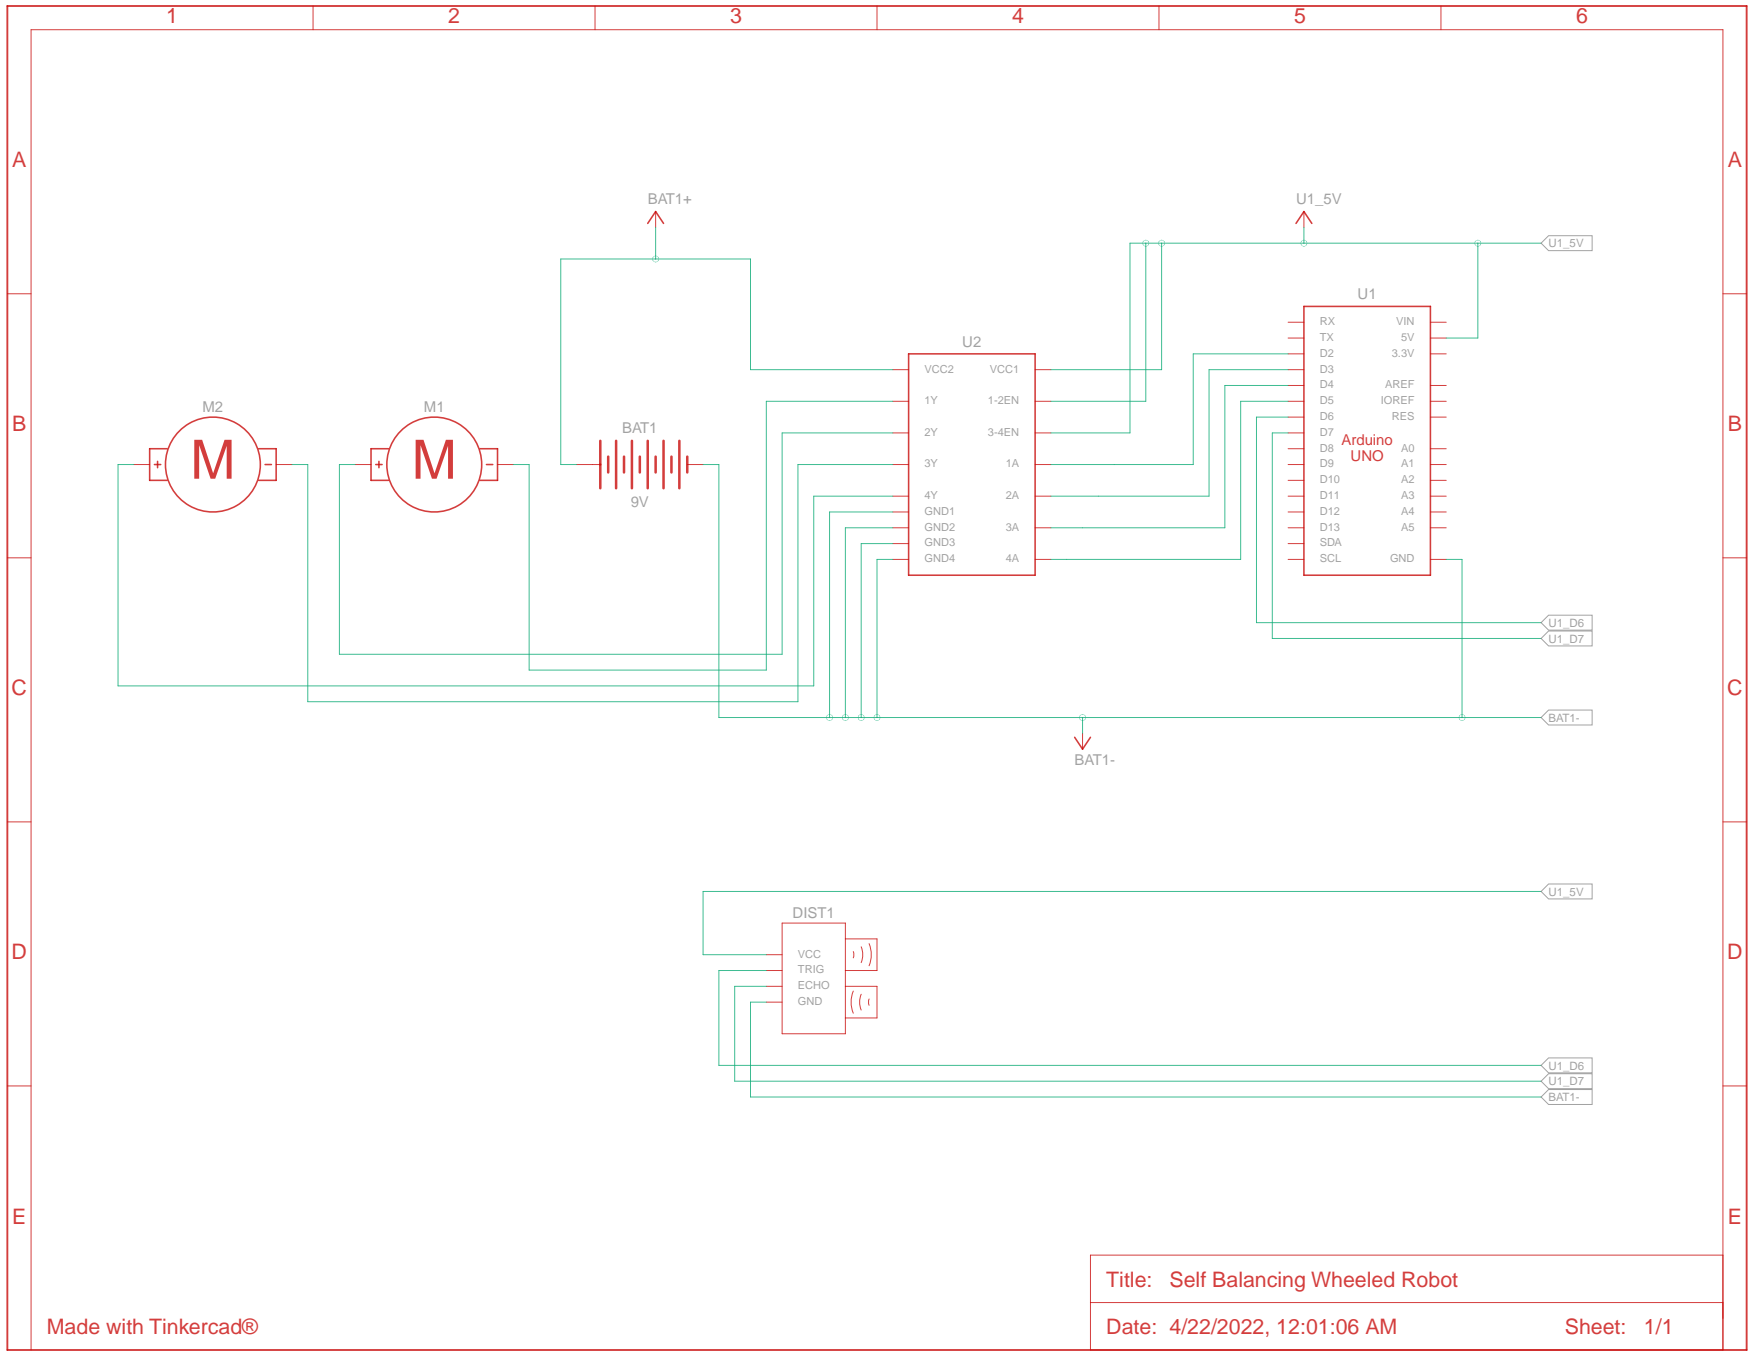 1 2 3 4 5 6
A A
B B
C C
D D
E E
BAT1+
U1_5V
U1_5V
M2
M
+ -
M1
M
+ -
BAT1
9V
U2
VCC2 VCC1
1Y 1-2EN
2Y 3-4EN
3Y 1A
4Y 2A
GND1
GND2 3A
GND3
GND4 4A
U1
RX VIN
TX 5V
D2 3.3V
D3
D4 AREF
D5 IOREF
D6 RES
D7
Arduino
UNO
D8 A0
D9 A1
D10 A2
D11 A3
D12 A4
D13 A5
SDA
SCL GND
U1_D6
U1_D7
BAT1-
BAT1-
U1_5V
DIST1
VCC
TRIG
ECHO
GND
U1_D6
U1_D7
BAT1-
Title: Self Balancing Wheeled Robot
Date: 4/22/2022, 12:01:06 AM Sheet: 1/1
Made with Tinkercad®